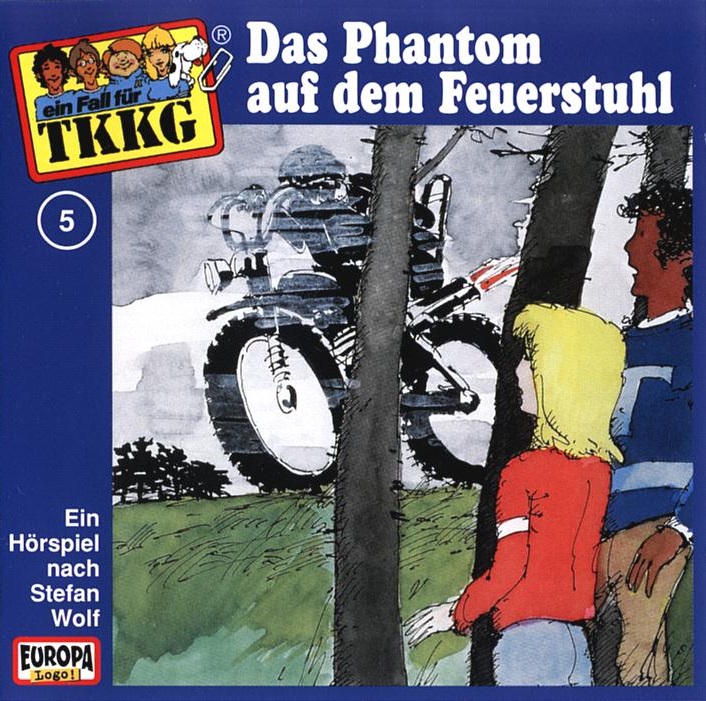 Das Phantom
auf dem Feuerstuhl
®
ein Fall für
TKKG
5
Ein
Hörspiel
nach
Stefan
Wolf
EUROPA
Logo!